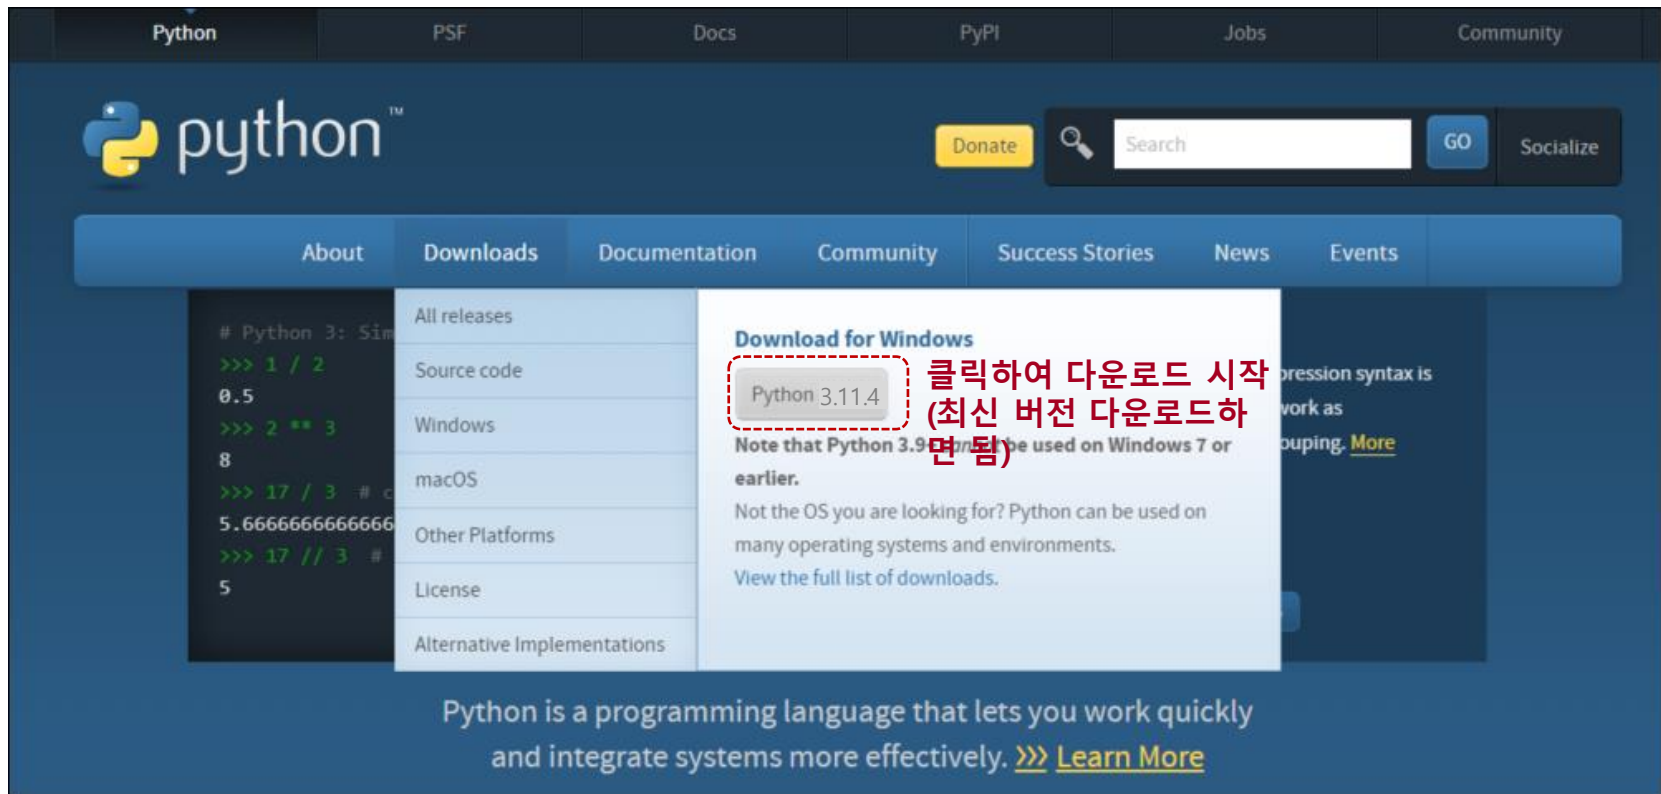 Python PSF Docs PyPI Jobs Community
python™
Donate Search GO Socialize
About Downloads Documentation Community Success Stories News Events
# Python 3: Sim
>>> 1 / 2
0.5
>>> 2 ** 3
8
>>> 17 / 3 # c
5.6666666666666
>>> 17 // 3 #
5
All releases
Source code
Windows
macOS
Other Platforms
License
Alternative Implementations
Download for Windows
Python 3.11.4
클릭하여 다운로드 시작
(최신 버전 다운로드하
면 됨)
Note that Python 3.9+ cannot be used on Windows 7 or
earlier.
Not the OS you are looking for? Python can be used on
many operating systems and environments.
View the full list of downloads.
pression syntax is
work as
ouping. More
Python is a programming language that lets you work quickly
and integrate systems more effectively. >>> Learn More